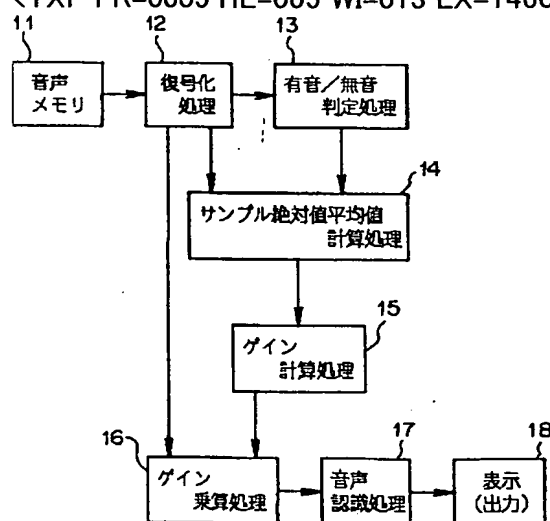 11
音声
メモリ
12
復号化
処理
13
有音／無音
判定処理
14
サンプル絶対値平均値
計算処理
15
ゲイン
計算処理
16
ゲイン
乗算処理
17
音声
認識処理
18
表示
(出力)